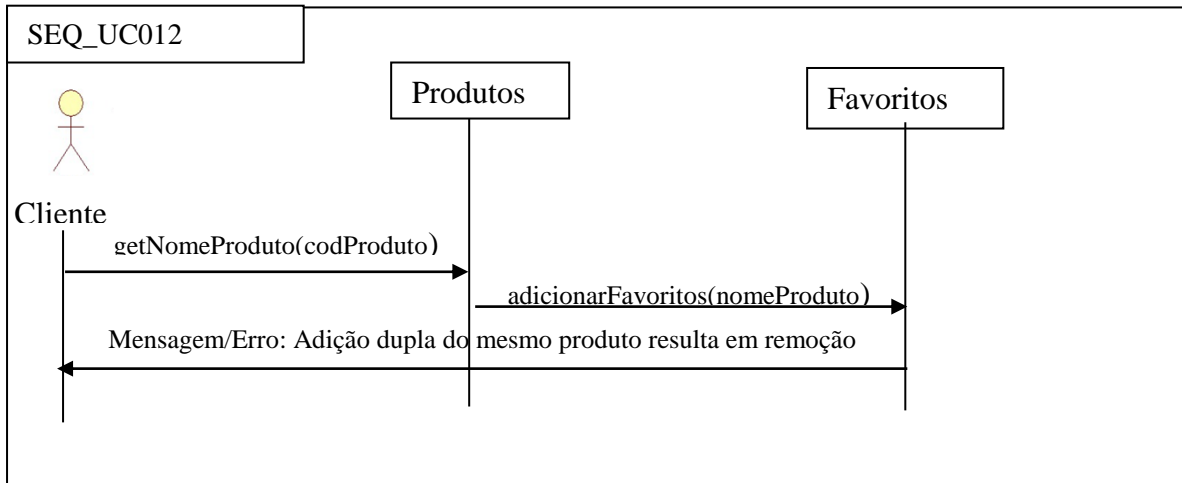 SEQ_UC012
Produtos
Favoritos
Cliente
getNomeProduto(codProduto)
adicionarFavoritos(nomeProduto)
Mensagem/Erro: Adição dupla do mesmo produto resulta em remoção